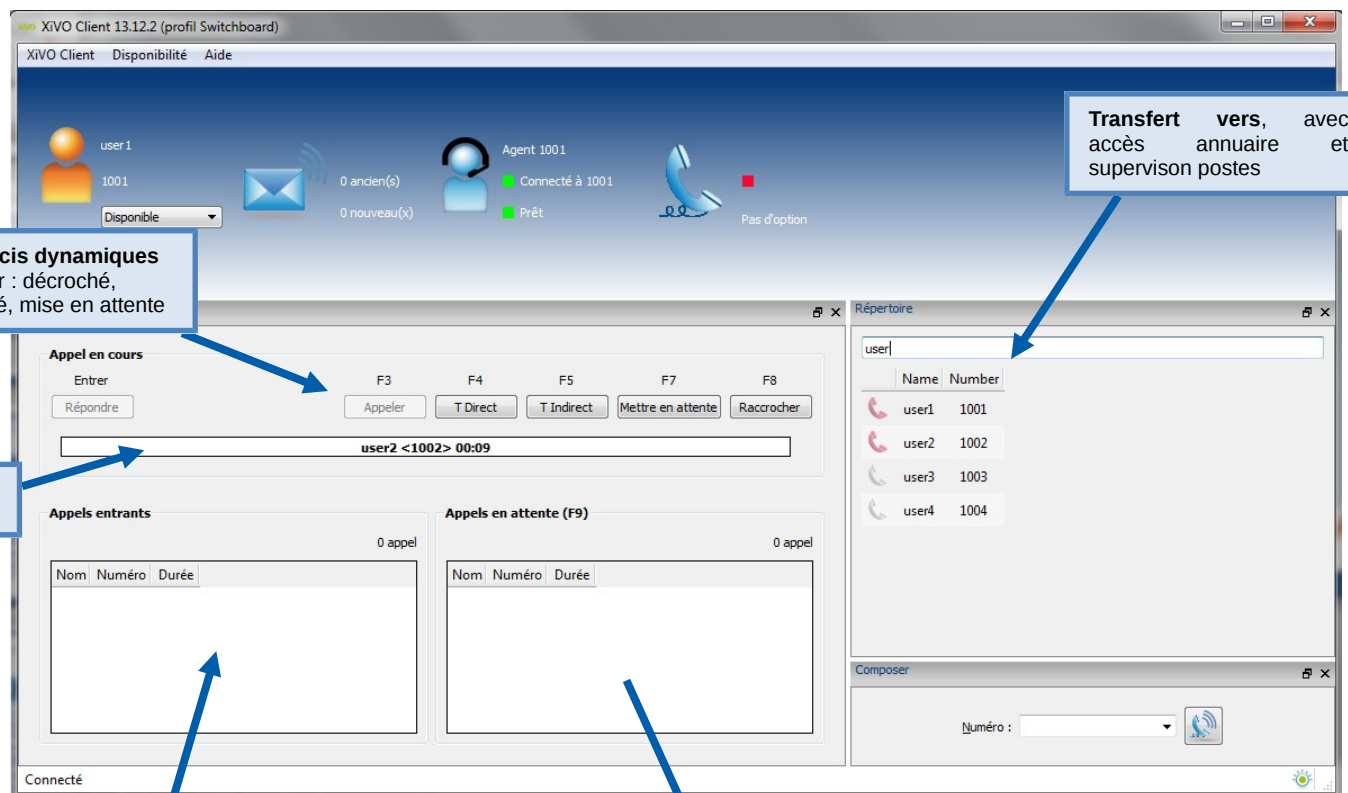 XiVO XiVO Client 13.12.2 (profil Switchboard)
XiVO Client Disponibilité Aide
Transfert vers, avec
accès annuaire et
supervison postes
user1
1001
Disponible
0 ancien(s)
0 nouveau(x)
Agent 1001
Connecté à 1001
Prêt
Pas d'option
cis dynamiques
r : décroché,
é, mise en attente
Appel en cours
Entrer F3 F4 F5 F7 F8
Répondre Appeler T Direct T Indirect Mettre en attente Raccrocher
user2 <1002> 00:09
Appels entrants
0 appel
Nom Numéro Durée
Appels en attente (F9)
0 appel
Nom Numéro Durée
Répertoire
user
Name Number
user1 1001
user2 1002
user3 1003
user4 1004
Composer
Numéro :
Connecté